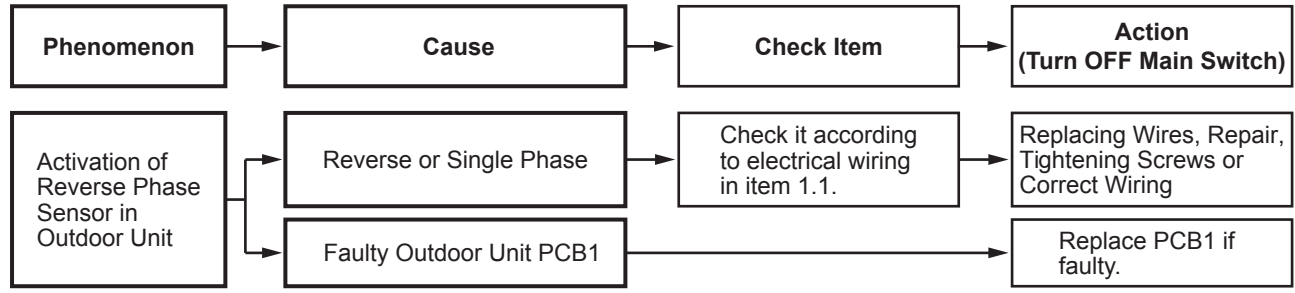 Phenomenon
Cause
Check Item
Action
(Turn OFF Main Switch)
Activation of
Reverse Phase
Sensor in
Outdoor Unit
Reverse or Single Phase
Check it according
to electrical wiring
in item 1.1.
Replacing Wires, Repair,
Tightening Screws or
Correct Wiring
Faulty Outdoor Unit PCB1
Replace PCB1 if
faulty.